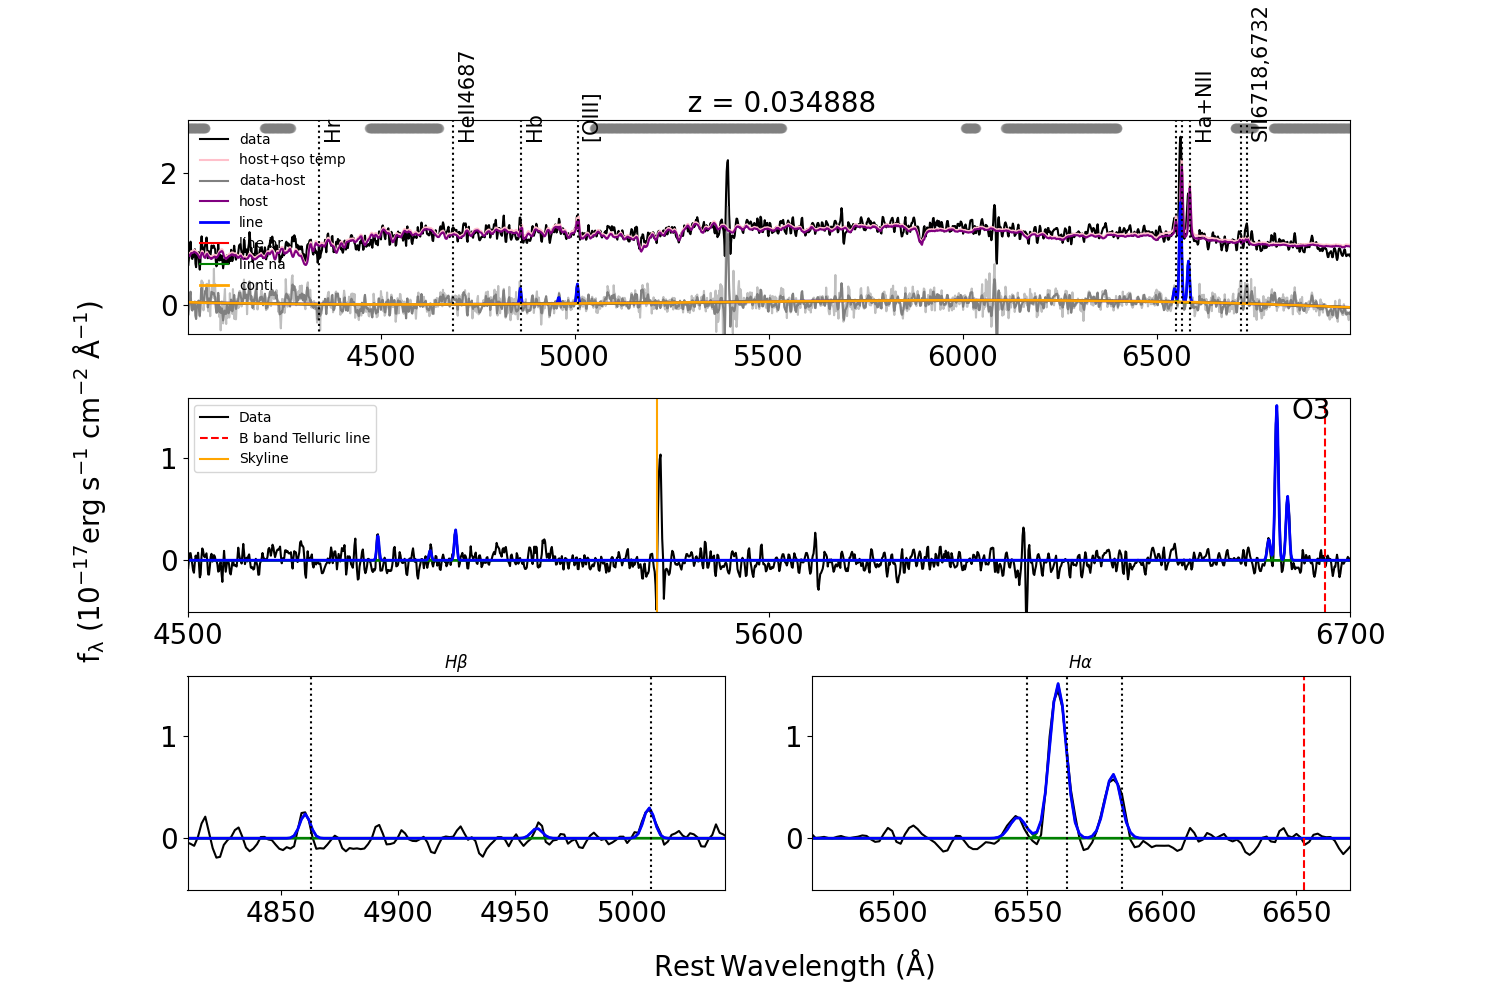 z = 0.034888
Hr
HeII4687
Hb
[OIII]
Ha+NII
SII6718,6732
data
host+qso temp
data-host
host
line
line br
line na
conti
2
1
0
4500
5000
5500
6000
6500
Data
B band Telluric line
Skyline
O3
1
0
4500
5600
6700
fλ (10⁻¹⁷erg s⁻¹ cm⁻² Å⁻¹)
Hβ
1
0
4850
4900
4950
5000
Hα
1
0
6500
6550
6600
6650
Rest Wavelength (Å)